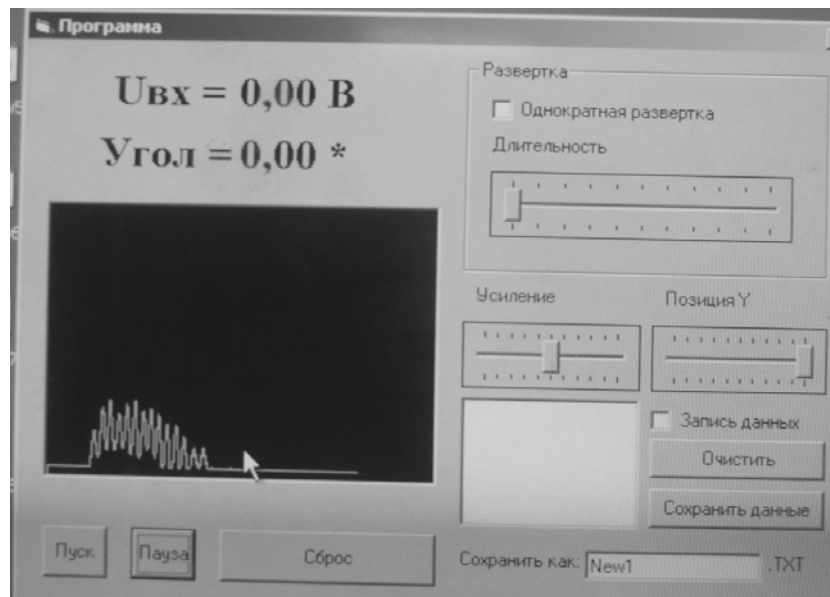 Программа
Uвх = 0,00 В
Угол = 0,00 *
Развертка
Однократная развертка
Длительность
Усиление
Позиция Y
Запись данных
Очистить
Сохранить данные
Пуск
Пауза
Сброс
Сохранить как: New1 .TXT